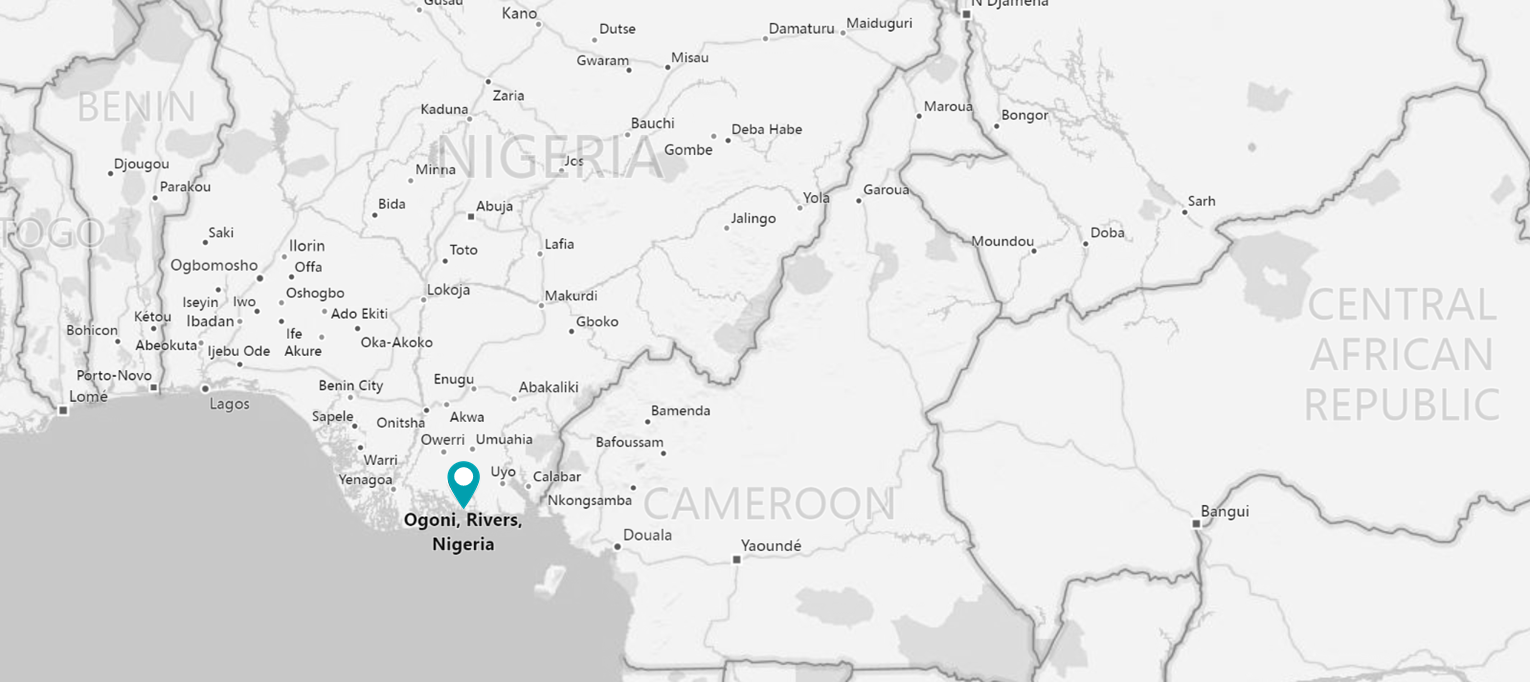 Gusau
Kano
N'Djamena
Dutse
Damaturu
Maiduguri
Gwaram
Misau
Zaria
BENIN
Kaduna
Maroua
Bongor
Bauchi
Deba Habe
NIGERIA
Gombe
Jos
Djougou
Minna
Parakou
Garoua
Yola
Sarh
Bida
Abuja
Jalingo
TOGO
Saki
Doba
Moundou
Ilorin
Toto
Lafia
Ogbomosho
Offa
Iseyin
Iwo
Oshogbo
Lokoja
Makurdi
CENTRAL
AFRICAN
REPUBLIC
Kétou
Ibadan
Ado Ekiti
Gboko
Bohicon
Abeokuta
Ife
Oka-Akoko
Ijebu Ode
Akure
Porto-Novo
Lomé
Lagos
Benin City
Enugu
Abakaliki
Sapele
Onitsha
Akwa
Bamenda
Owerri
Umuahia
Bafoussam
Warri
Yenagoa
Uyo
Calabar
Nkongsamba
CAMEROON
Bangui
Ogoni, Rivers,
Nigeria
Douala
Yaoundé